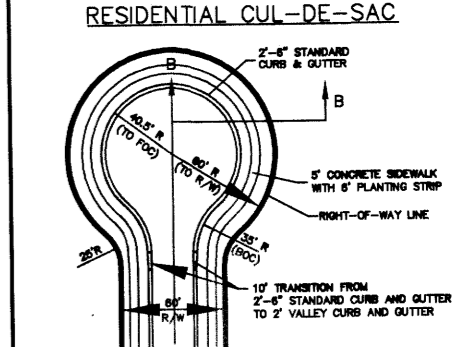 RESIDENTIAL CUL-DE-SAC
2'-6" STANDARD
CURB & GUTTER
B
B
40.5' R
(TO FOC)
60' R
(TO R/W)
5' CONCRETE SIDEWALK
WITH 6' PLANTING STRIP
RIGHT-OF-WAY LINE
25'R
35' R
(BOC)
10' TRANSITION FROM
2'-6" STANDARD CURB AND GUTTER
TO 2' VALLEY CURB AND GUTTER
60'
R/W